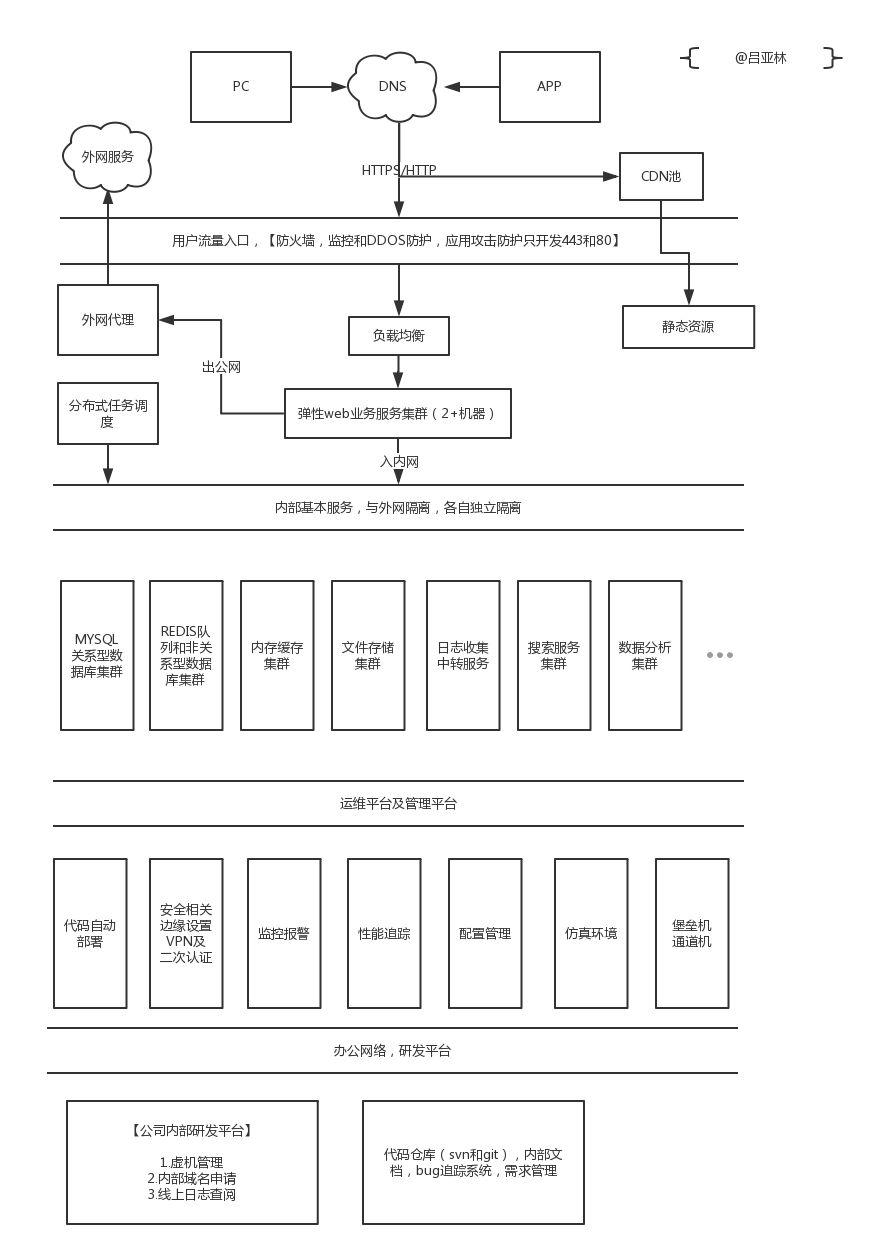 PC
DNS
APP
@吕亚林
外网服务
HTTPS/HTTP
CDN池
用户流量入口，【防火墙，监控和DDOS防护，应用攻击防护只开发443和80】
外网代理
负载均衡
静态资源
出公网
分布式任务调
度
弹性web业务服务集群（2+机器）
入内网
内部基本服务，与外网隔离，各自独立隔离
MYSQL
关系型数
据库集群
REDIS队
列和非关
系型数据
库集群
内存缓存
集群
文件存储
集群
日志收集
中转服务
搜索服务
集群
数据分析
集群
运维平台及管理平台
代码自动
部署
安全相关
边缘设置
VPN及
二次认证
监控报警
性能追踪
配置管理
仿真环境
堡垒机
通道机
办公网络，研发平台
【公司内部研发平台】
1.虚机管理
2.内部域名申请
3.线上日志查阅
代码仓库（svn和git），内部文
档，bug追踪系统，需求管理